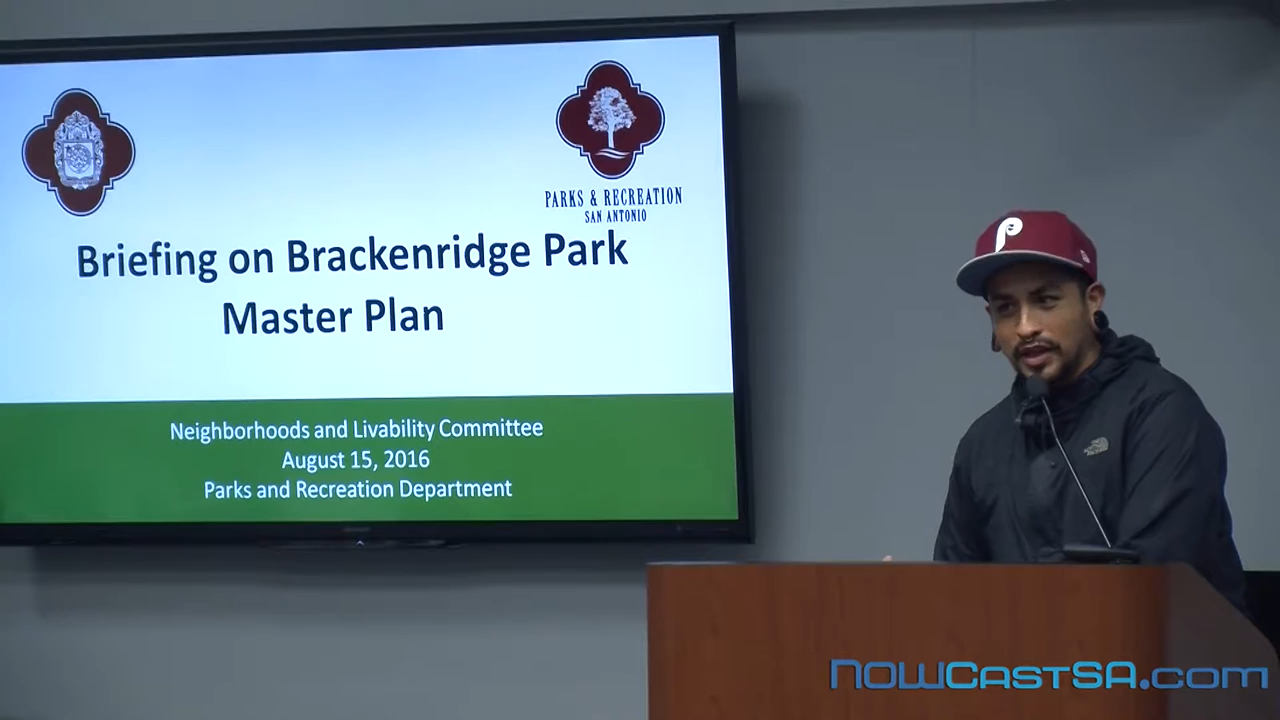 PARKS & RECREATION
SAN ANTONIO
Briefing on Brackenridge Park
Master Plan
Neighborhoods and Livability Committee
August 15, 2016
Parks and Recreation Department
P
NOWCastSA.com